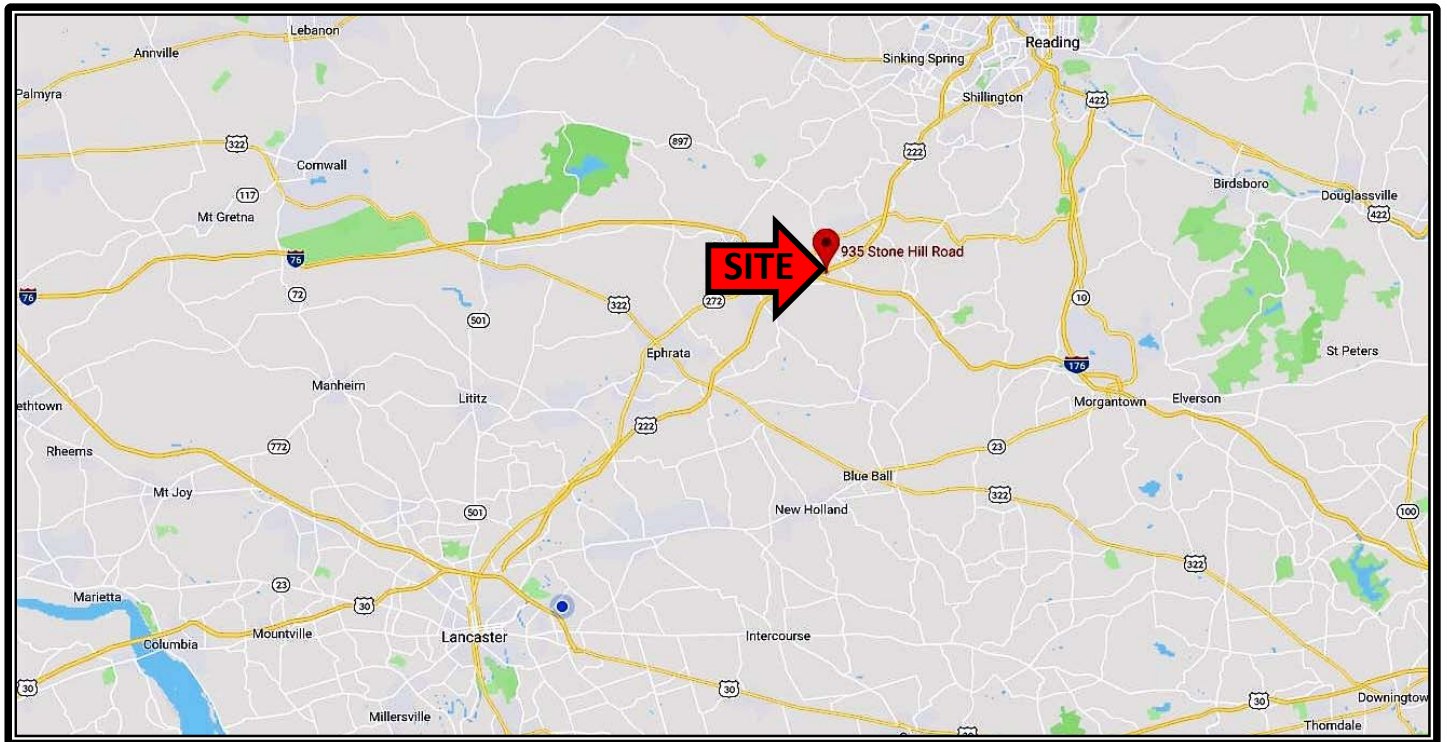 Lebanon
Reading
Annville
Sinking Spring
Palmyra
Shillington
422
322
897
222
Cornwall
117
Mt Gretna
Birdsboro
Douglassville
422
SITE
935 Stone Hill Road
76
76
72
501
322
272
10
Ephrata
St Peters
176
Manheim
Lititz
Morgantown
Elverson
ethtown
222
772
23
Rheems
Blue Ball
Mt Joy
322
New Holland
501
100
322
23
30
Marietta
Mountville
Lancaster
Intercourse
Columbia
30
30
30
Downingtow
Millersville
Thorndale
30